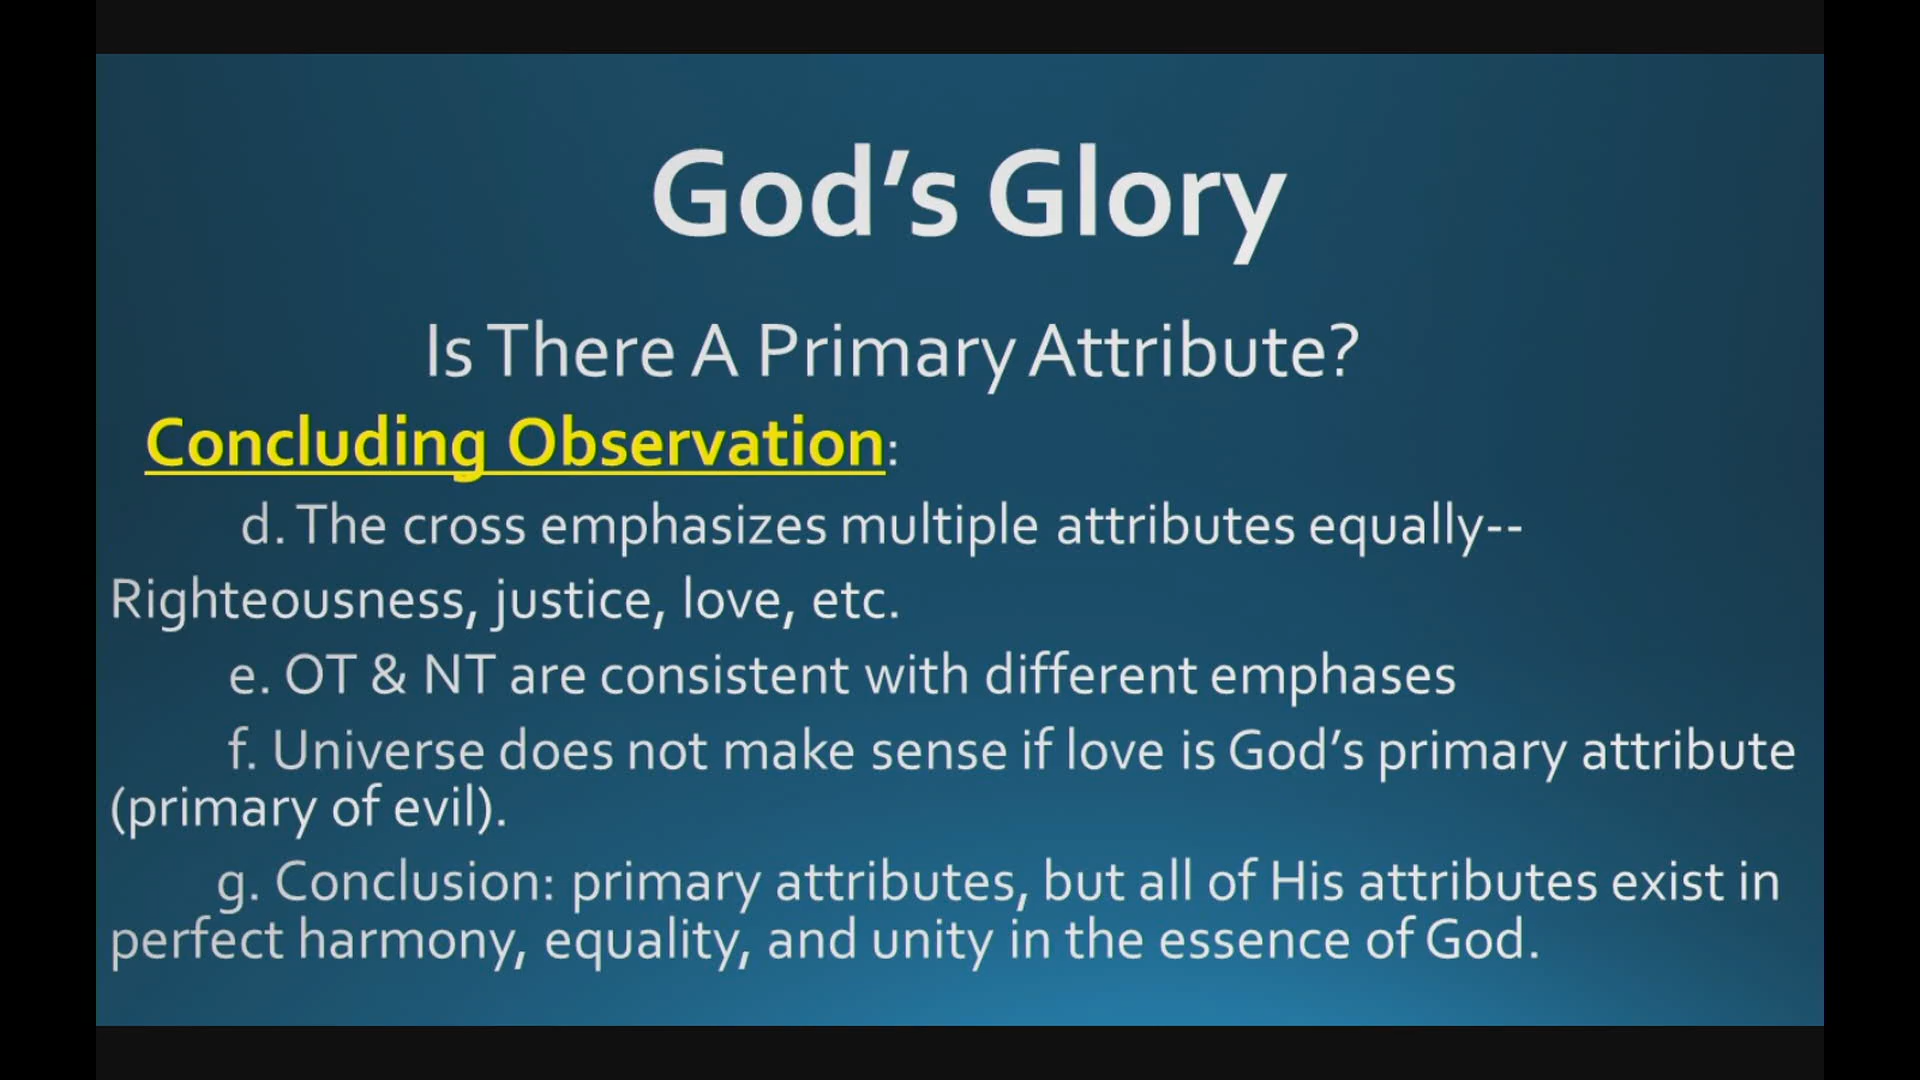 God’s Glory
Is There A Primary Attribute?
Concluding Observation:
d. The cross emphasizes multiple attributes equally--
Righteousness, justice, love, etc.
e. OT & NT are consistent with different emphases
f. Universe does not make sense if love is God’s primary attribute
(primary of evil).
g. Conclusion: primary attributes, but all of His attributes exist in
perfect harmony, equality, and unity in the essence of God.